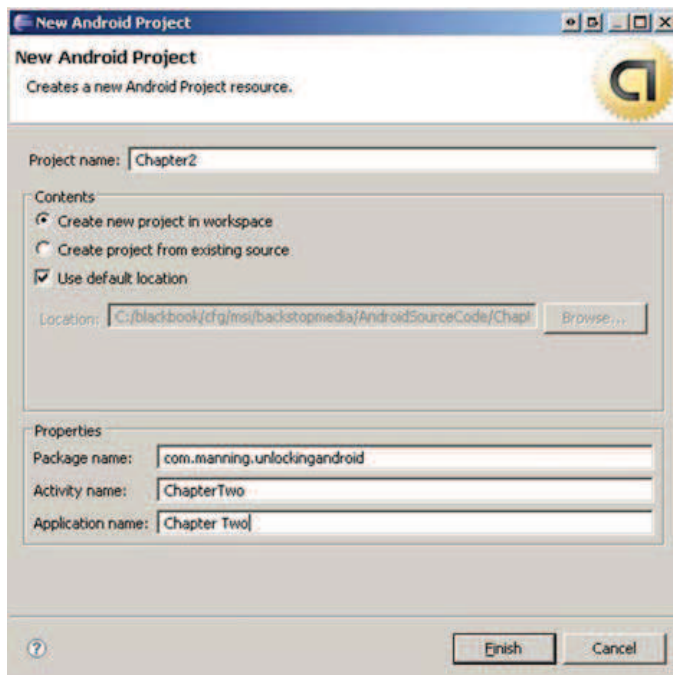 New Android Project
New Android Project
Creates a new Android Project resource.
Project name: Chapter2
Contents
Create new project in workspace
Create project from existing source
Use default location
Location: C:/blackbook/cfg/msi/backstopmedia/AndroidSourceCode/Chap
Browse...
Properties
Package name: com.manning.unlockingandroid
Activity name: ChapterTwo
Application name: Chapter Two
?
Finish
Cancel